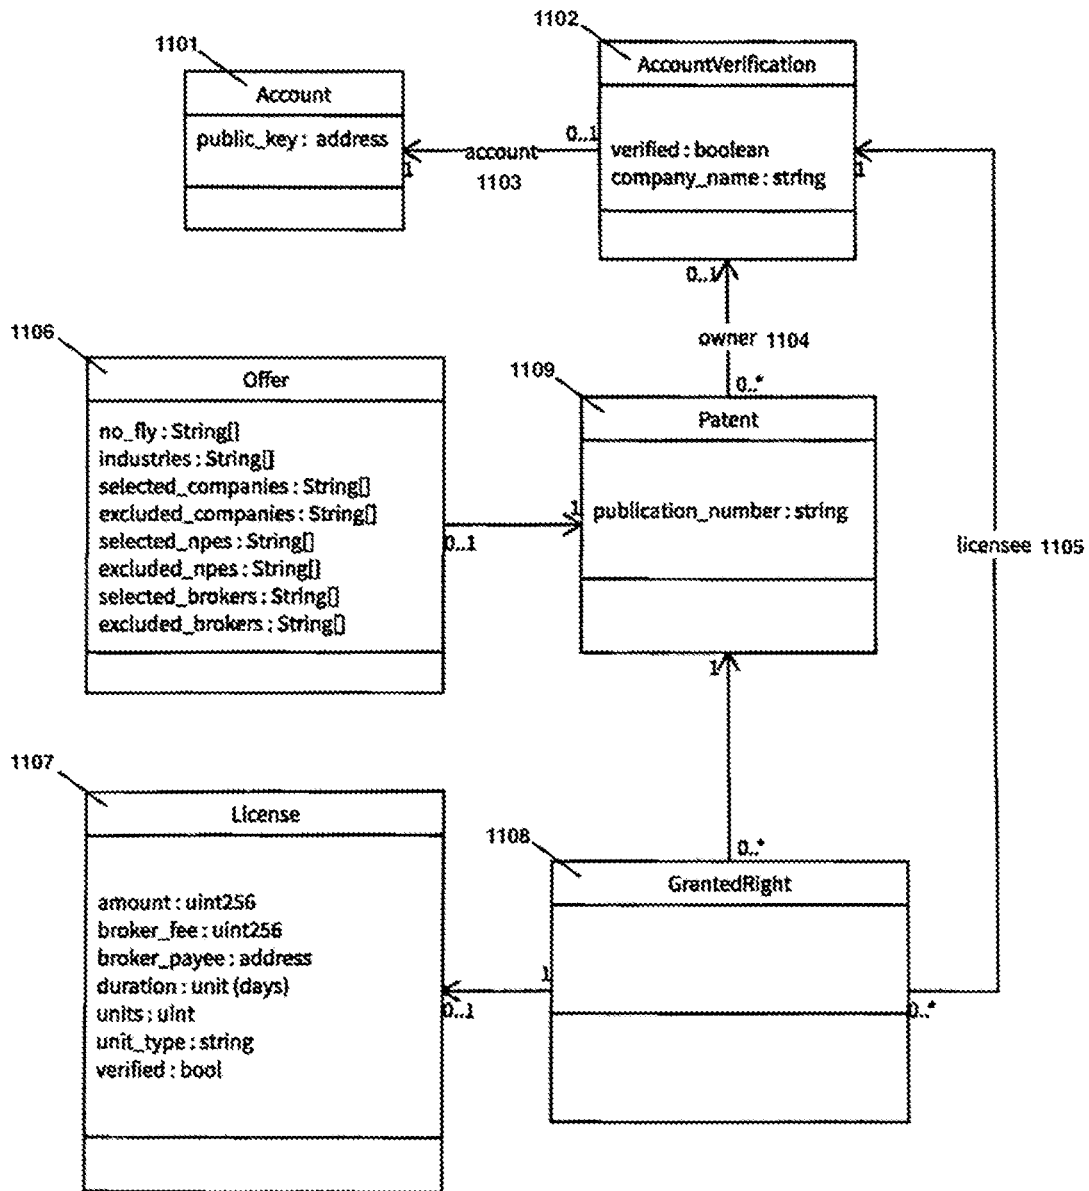 1101
Account
public_key : address
1102
AccountVerification
verified : boolean
company_name : string
0..1
account
1
1103
1
0..1
owner 1104
0..*
1106
Offer
no_fly : String[]
industries : String[]
selected_companies : String[]
excluded_companies : String[]
selected_npes : String[]
excluded_npes : String[]
selected_brokers : String[]
excluded_brokers : String[]
0..1
1109
Patent
1
publication_number : string
licensee 1105
1
0..*
1107
License
amount : uint256
broker_fee : uint256
broker_payee : address
duration : unit (days)
units : uint
unit_type : string
verified : bool
1108
GrantedRight
1
0..1
0..*